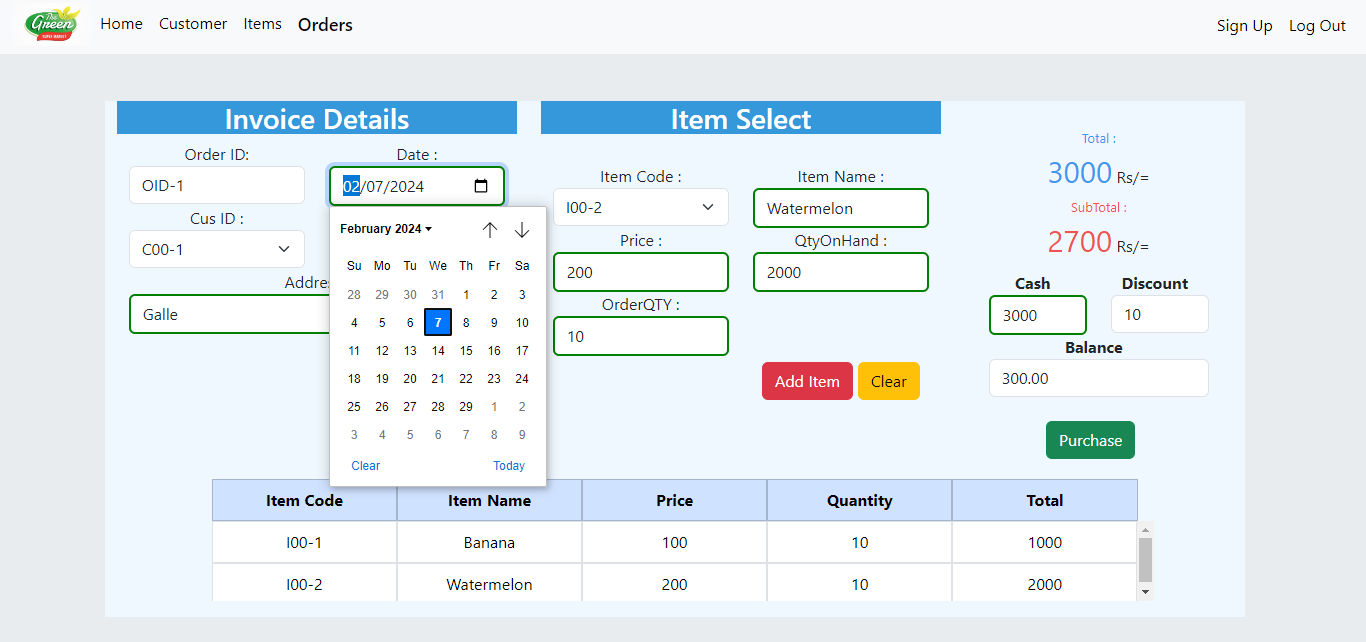 The Green SUPER MARKET
Home Customer Items Orders
Sign Up Log Out
Invoice Details
Order ID:
OID-1
Date :
02/07/2024
Cus ID :
C00-1
Addre
Galle
February 2024
Su Mo Tu We Th Fr Sa
28 29 30 31 1 2 3
4 5 6 7 8 9 10
11 12 13 14 15 16 17
18 19 20 21 22 23 24
25 26 27 28 29 1 2
3 4 5 6 7 8 9
Clear Today
Item Select
Item Code :
I00-2
Item Name :
Watermelon
Price :
200
QtyOnHand :
2000
OrderQTY :
10
Add Item Clear
Total :
3000 Rs/=
SubTotal :
2700 Rs/=
Cash
3000
Discount
10
Balance
300.00
Purchase
Item Code Item Name Price Quantity Total
I00-1 Banana 100 10 1000
I00-2 Watermelon 200 10 2000